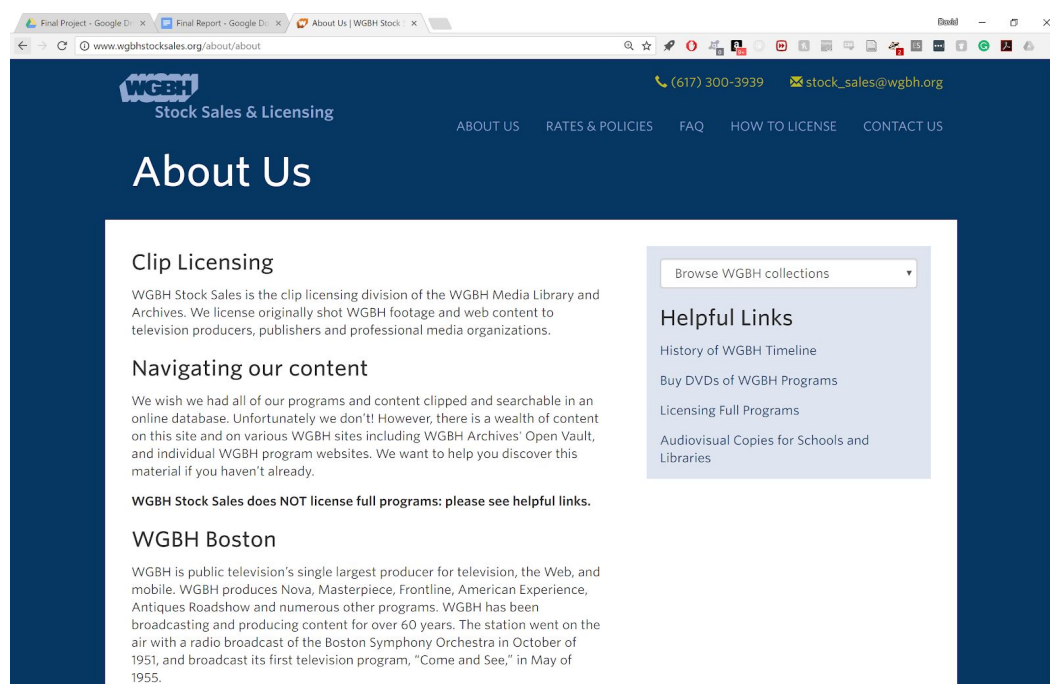 Final Project - Google Dr
Final Report - Google Do
About Us | WGBH Stock
www.wgbhstocksales.org/about/about
WGBH
Stock Sales & Licensing
(617) 300-3939
stock_sales@wgbh.org
ABOUT US
RATES & POLICIES
FAQ
HOW TO LICENSE
CONTACT US
About Us
Clip Licensing
WGBH Stock Sales is the clip licensing division of the WGBH Media Library and
Archives. We license originally shot WGBH footage and web content to
television producers, publishers and professional media organizations.
Navigating our content
We wish we had all of our programs and content clipped and searchable in an
online database. Unfortunately we don't! However, there is a wealth of content
on this site and on various WGBH sites including WGBH Archives' Open Vault,
and individual WGBH program websites. We want to help you discover this
material if you haven't already.
WGBH Stock Sales does NOT license full programs: please see helpful links.
WGBH Boston
WGBH is public television's single largest producer for television, the Web, and
mobile. WGBH produces Nova, Masterpiece, Frontline, American Experience,
Antiques Roadshow and numerous other programs. WGBH has been
broadcasting and producing content for over 60 years. The station went on the
air with a radio broadcast of the Boston Symphony Orchestra in October of
1951, and broadcast its first television program, "Come and See," in May of
1955.
Browse WGBH collections
Helpful Links
History of WGBH Timeline
Buy DVDs of WGBH Programs
Licensing Full Programs
Audiovisual Copies for Schools and
Libraries